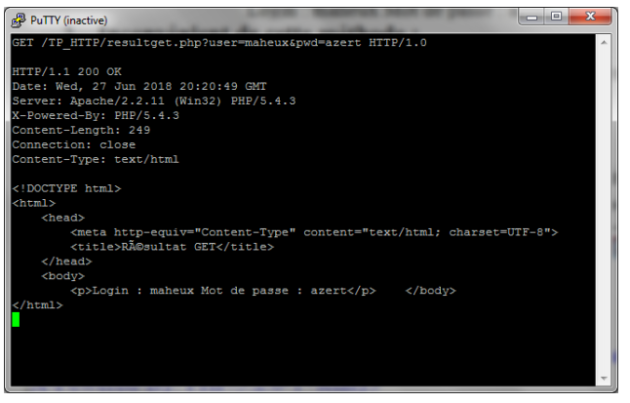 PuTTY (inactive)
GET /TP_HTTP/resultget.php?user=maheux&pwd=azert HTTP/1.0
HTTP/1.1 200 OK
Date: Wed, 27 Jun 2018 20:20:49 GMT
Server: Apache/2.2.11 (Win32) PHP/5.4.3
X-Powered-By: PHP/5.4.3
Content-Length: 249
Connection: close
Content-Type: text/html
<!DOCTYPE html>
<html>
<head>
<meta http-equiv="Content-Type" content="text/html; charset=UTF-8">
<title>RÃ©sultat GET</title>
</head>
<body>
<p>Login : maheux Mot de passe : azert</p> </body>
</html>